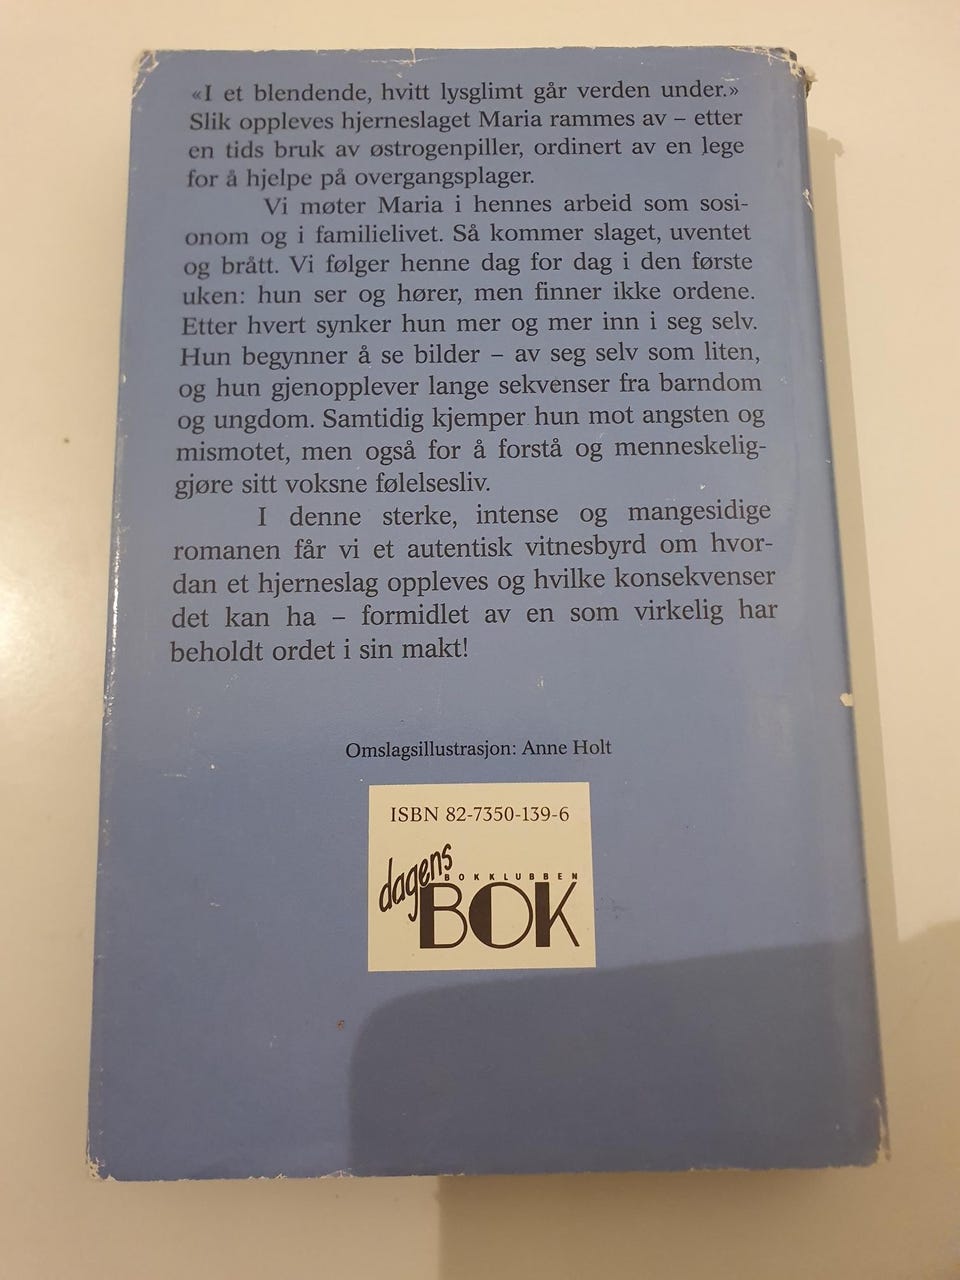 «I et blendende, hvitt lysglimt går verden under.»
Slik oppleves hjerneslaget Maria rammes av – etter
en tids bruk av østrogenpiller, ordinert av en lege
for å hjelpe på overgangsplager.
Vi møter Maria i hennes arbeid som sosi-
onom og i familielivet. Så kommer slaget, uventet
og brått. Vi følger henne dag for dag i den første
uken: hun ser og hører, men finner ikke ordene.
Etter hvert synker hun mer og mer inn i seg selv.
Hun begynner å se bilder – av seg selv som liten,
og hun gjenopplever lange sekvenser fra barndom
og ungdom. Samtidig kjemper hun mot angsten og
mismotet, men også for å forstå og menneskelig-
gjøre sitt voksne følelsesliv.
I denne sterke, intense og mangesidige
romanen får vi et autentisk vitnesbyrd om hvor-
dan et hjerneslag oppleves og hvilke konsekvenser
det kan ha – formidlet av en som virkelig har
beholdt ordet i sin makt!
Omslagsillustrasjon: Anne Holt
ISBN 82-7350-139-6
dagens
BOKKLUBBEN
BOK